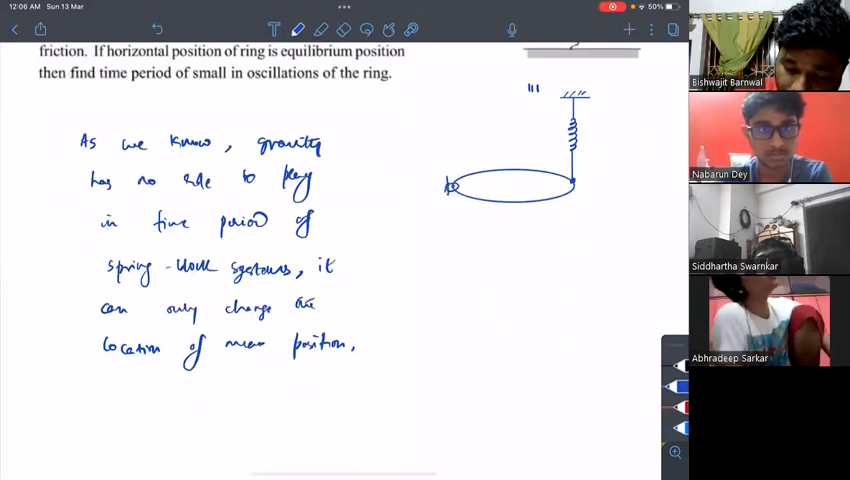 12:06 AM Sun 13 Mar
50%
friction. If horizontal position of ring is equilibrium position
then find time period of small in oscillations of the ring.
As we know, gravity
has no role to play
in time period of
spring-block systems, it
can only change the
location of mean position.
Bishwajit Barnwal
Nabarun Dey
Siddhartha Swarnkar
Abhradeep Sarkar